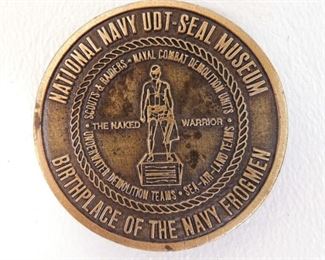 NATIONAL NAVY UDT-SEAL MUSEUM
SCOUTS & RAIDERS • NAVAL COMBAT DEMOLITION UNITS
THE NAKED WARRIOR
UNDERWATER DEMOLITION TEAMS • SEA-AIR-LAND TEAMS
BIRTHPLACE OF THE NAVY FROGMEN